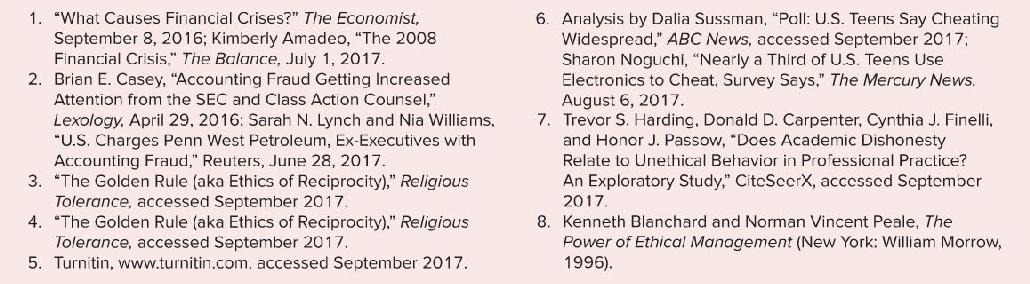 1. “What Causes Financial Crises?” The Economist,
September 8, 2016; Kimberly Amadeo, “The 2008
Financial Crisis,” The Balance, July 1, 2017.
2. Brian E. Casey, “Accounting Fraud Getting Increased
Attention from the SEC and Class Action Counsel,”
Lexology, April 29, 2016; Sarah N. Lynch and Nia Williams,
“U.S. Charges Penn West Petroleum, Ex-Executives with
Accounting Fraud,” Reuters, June 28, 2017.
3. “The Golden Rule (aka Ethics of Reciprocity),” Religious
Tolerance, accessed September 2017.
4. “The Golden Rule (aka Ethics of Reciprocity),” Religious
Tolerance, accessed September 2017.
5. Turnitin, www.turnitin.com, accessed September 2017.
6. Analysis by Dalia Sussman, “Poll: U.S. Teens Say Cheating
Widespread,” ABC News, accessed September 2017;
Sharon Noguchi, “Nearly a Third of U.S. Teens Use
Electronics to Cheat, Survey Says,” The Mercury News,
August 6, 2017.
7. Trevor S. Harding, Donald D. Carpenter, Cynthia J. Finelli,
and Honor J. Passow, “Does Academic Dishonesty
Relate to Unethical Behavior in Professional Practice?
An Exploratory Study,” CiteSeerX, accessed September
2017.
8. Kenneth Blanchard and Norman Vincent Peale, The
Power of Ethical Management (New York: William Morrow,
1996).